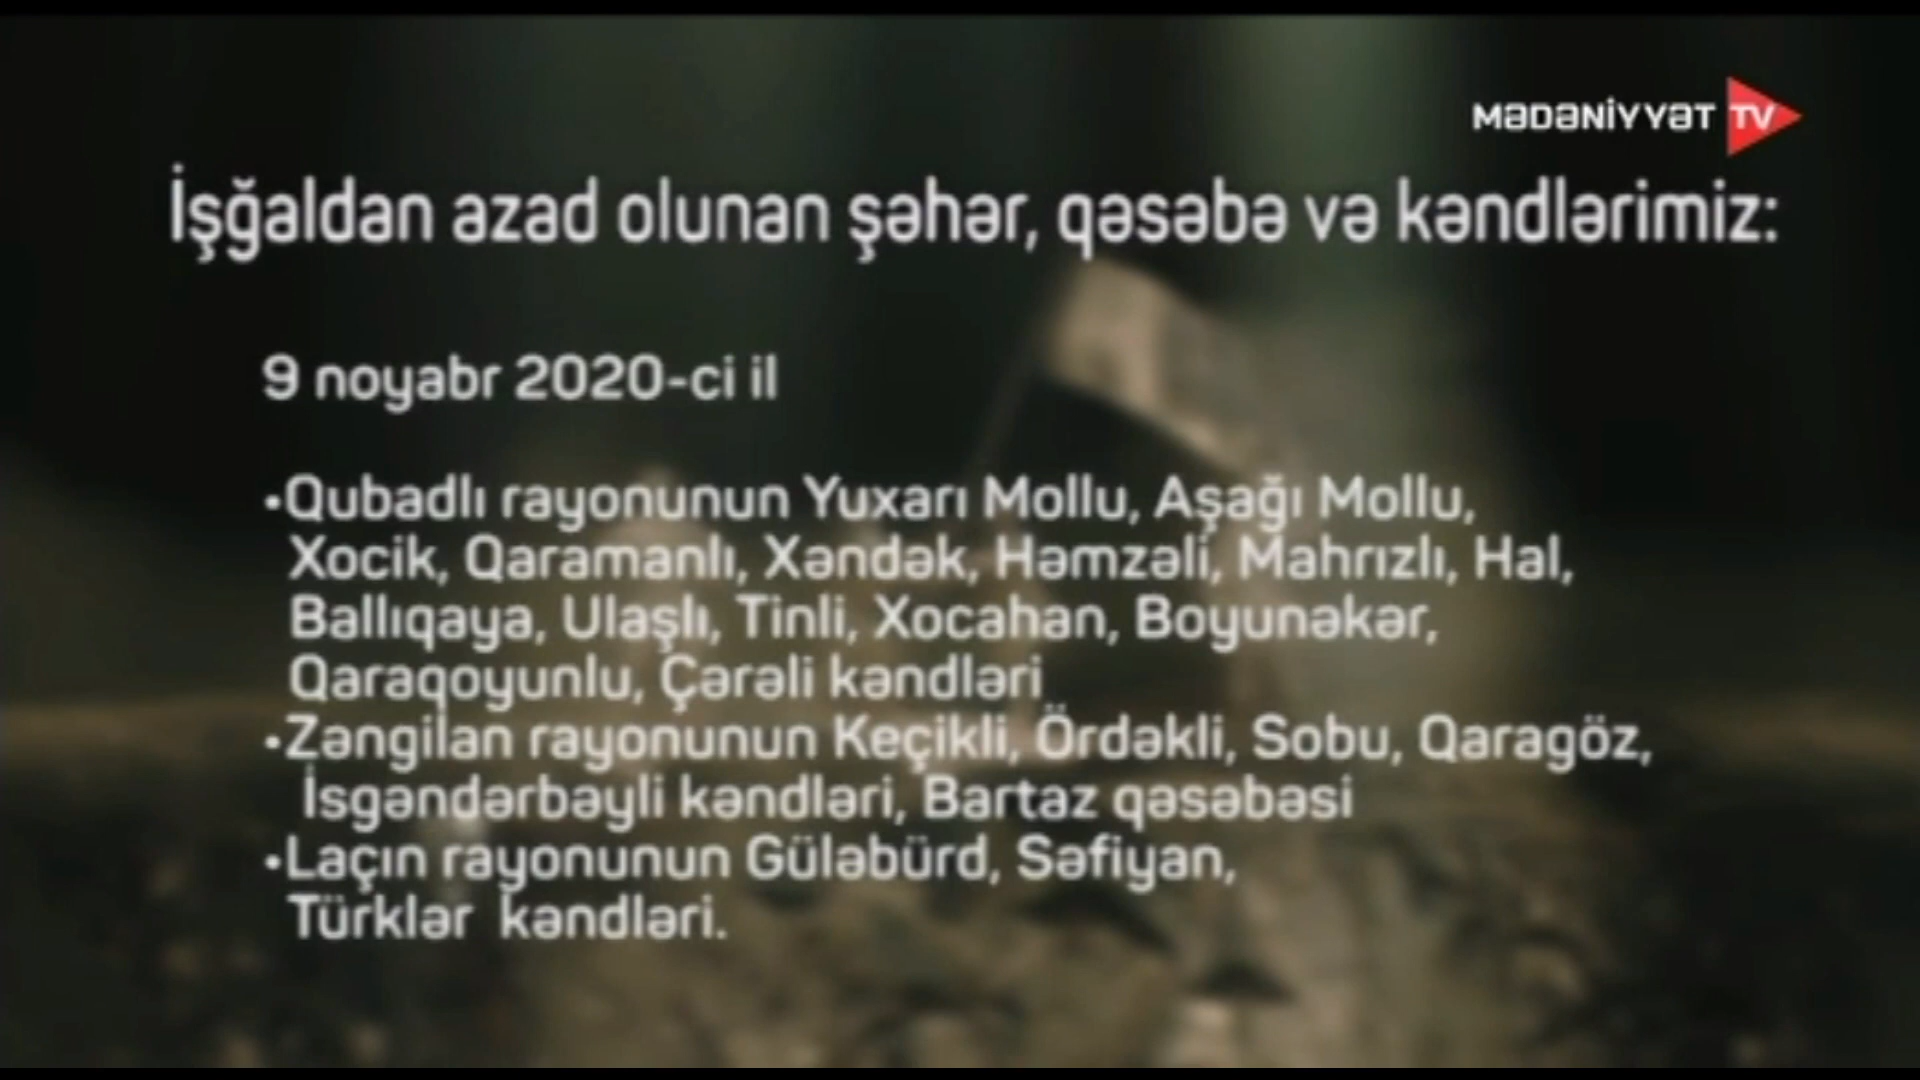 MƏDƏNİYYƏT TV
İşğaldan azad olunan şəhər, qəsəbə və kəndlərimiz:
9 noyabr 2020-ci il
•Qubadlı rayonunun Yuxarı Mollu, Aşağı Mollu,
Xocik, Qaramanlı, Xəndək, Həmzəli, Mahrızlı, Hal,
Ballıqaya, Ulaşlı, Tinli, Xocahan, Boyunəkər,
Qaraqoyunlu, Çərəli kəndləri
•Zəngilan rayonunun Keçikli, Ördəkli, Sobu, Qaragöz,
İsgəndərbəyli kəndləri, Bartaz qəsəbəsi
•Laçın rayonunun Güləbürd, Səfiyan,
Türklər kəndləri.